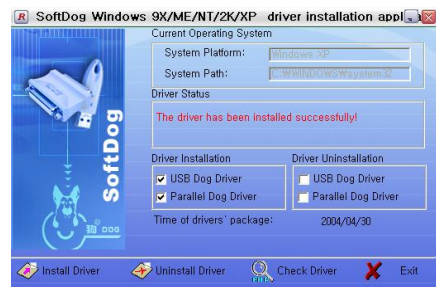 SoftDog Windows 9X/ME/NT/2K/XP driver installation appl
Current Operating System
System Platform:
Windows XP
System Path:
C:₩WINDOWS₩system32
Driver Status
The driver has been installed successfully!
Driver Installation
USB Dog Driver
Parallel Dog Driver
Driver Uninstallation
USB Dog Driver
Parallel Dog Driver
Time of drivers' package:
2004/04/30
SoftDog
DOG
Install Driver
Uninstall Driver
Check Driver
Exit